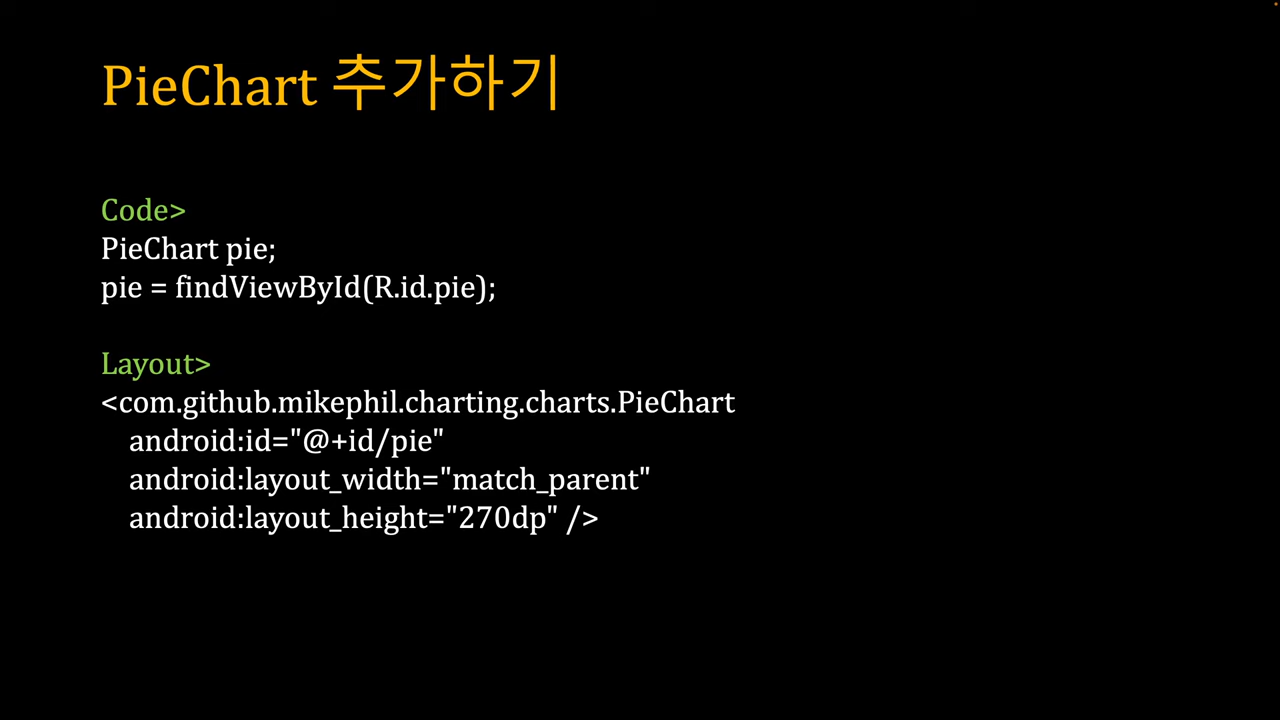 PieChart 추가하기
Code>
PieChart pie;
pie = findViewById(R.id.pie);
Layout>
<com.github.mikephil.charting.charts.PieChart
android:id="@+id/pie"
android:layout_width="match_parent"
android:layout_height="270dp" />